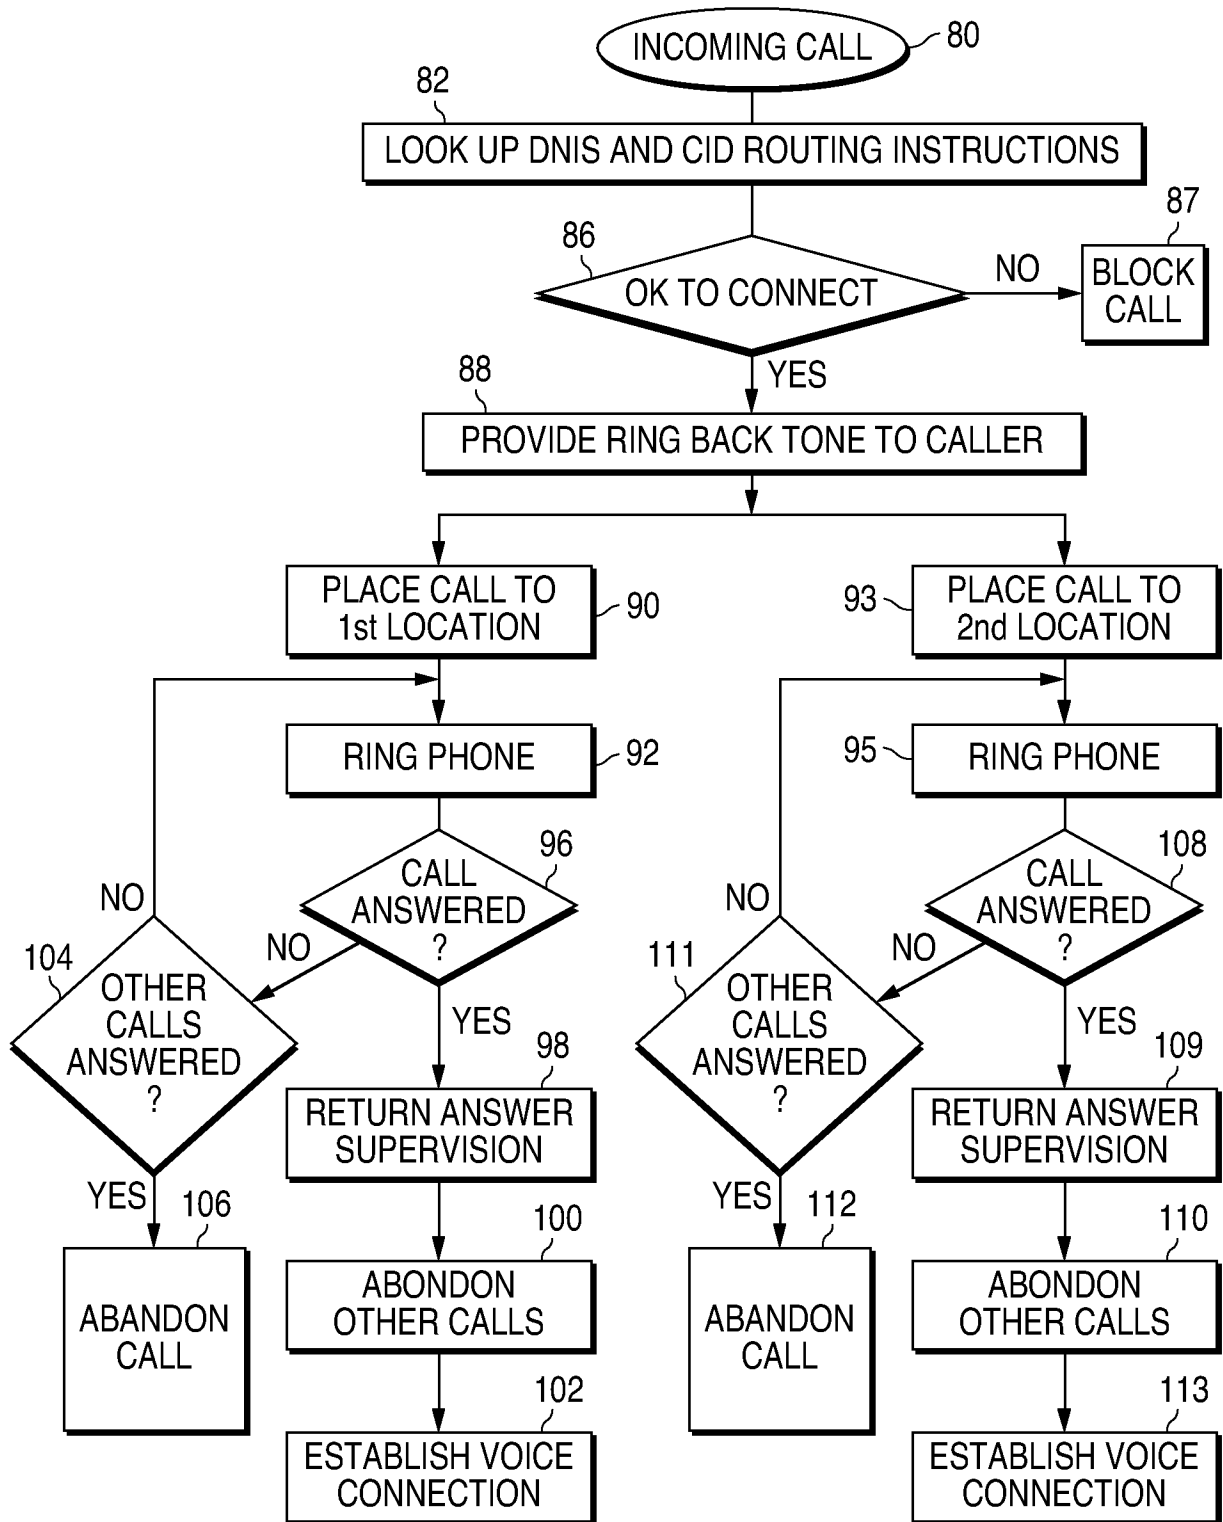 INCOMING CALL
80
82
LOOK UP DNIS AND CID ROUTING INSTRUCTIONS
86
OK TO CONNECT
NO
87
BLOCK
CALL
YES
88
PROVIDE RING BACK TONE TO CALLER
PLACE CALL TO
1st LOCATION
90
93
PLACE CALL TO
2nd LOCATION
RING PHONE
92
95
RING PHONE
96
CALL
ANSWERED
?
NO
NO
104
OTHER
CALLS
ANSWERED
?
YES
98
RETURN ANSWER
SUPERVISION
YES
106
ABANDON
CALL
100
ABONDON
OTHER CALLS
102
ESTABLISH VOICE
CONNECTION
108
CALL
ANSWERED
?
NO
NO
111
OTHER
CALLS
ANSWERED
?
YES
109
RETURN ANSWER
SUPERVISION
YES
112
ABANDON
CALL
110
ABONDON
OTHER CALLS
113
ESTABLISH VOICE
CONNECTION